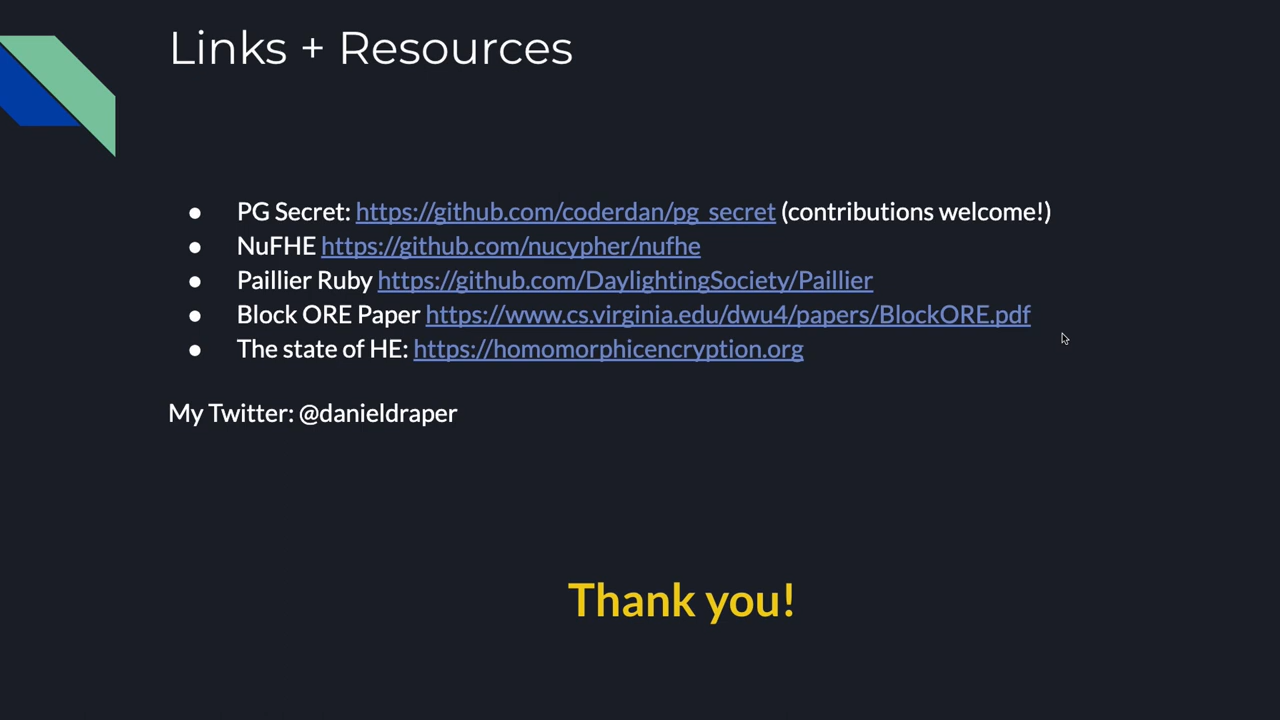 Links + Resources
● PG Secret: https://github.com/coderdan/pg_secret (contributions welcome!)
● NuFHE https://github.com/nucypher/nufhe
● Paillier Ruby https://github.com/DaylightingSociety/Paillier
● Block ORE Paper https://www.cs.virginia.edu/dwu4/papers/BlockORE.pdf
● The state of HE: https://homomorphicencryption.org
My Twitter: @danieldraper
Thank you!